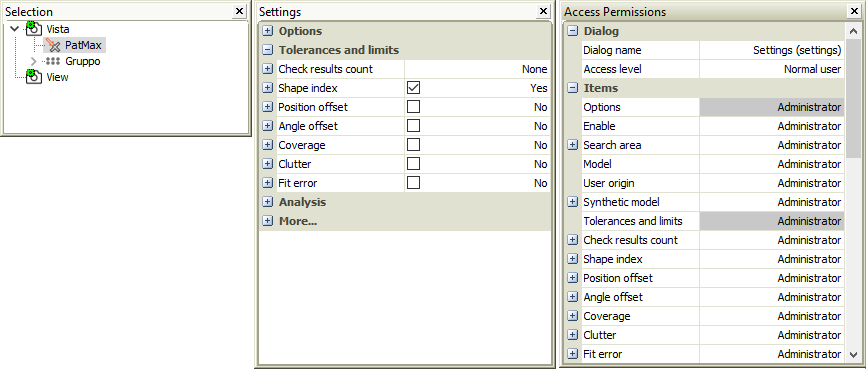 Selection
Vista
PatMax
Gruppo
View
Settings
Options
Tolerances and limits
Check results count None
Shape index Yes
Position offset No
Angle offset No
Coverage No
Clutter No
Fit error No
Analysis
More...
Access Permissions
Dialog
Dialog name Settings (settings)
Access level Normal user
Items
Options Administrator
Enable Administrator
Search area Administrator
Model Administrator
User origin Administrator
Synthetic model Administrator
Tolerances and limits Administrator
Check results count Administrator
Shape index Administrator
Position offset Administrator
Angle offset Administrator
Coverage Administrator
Clutter Administrator
Fit error Administrator